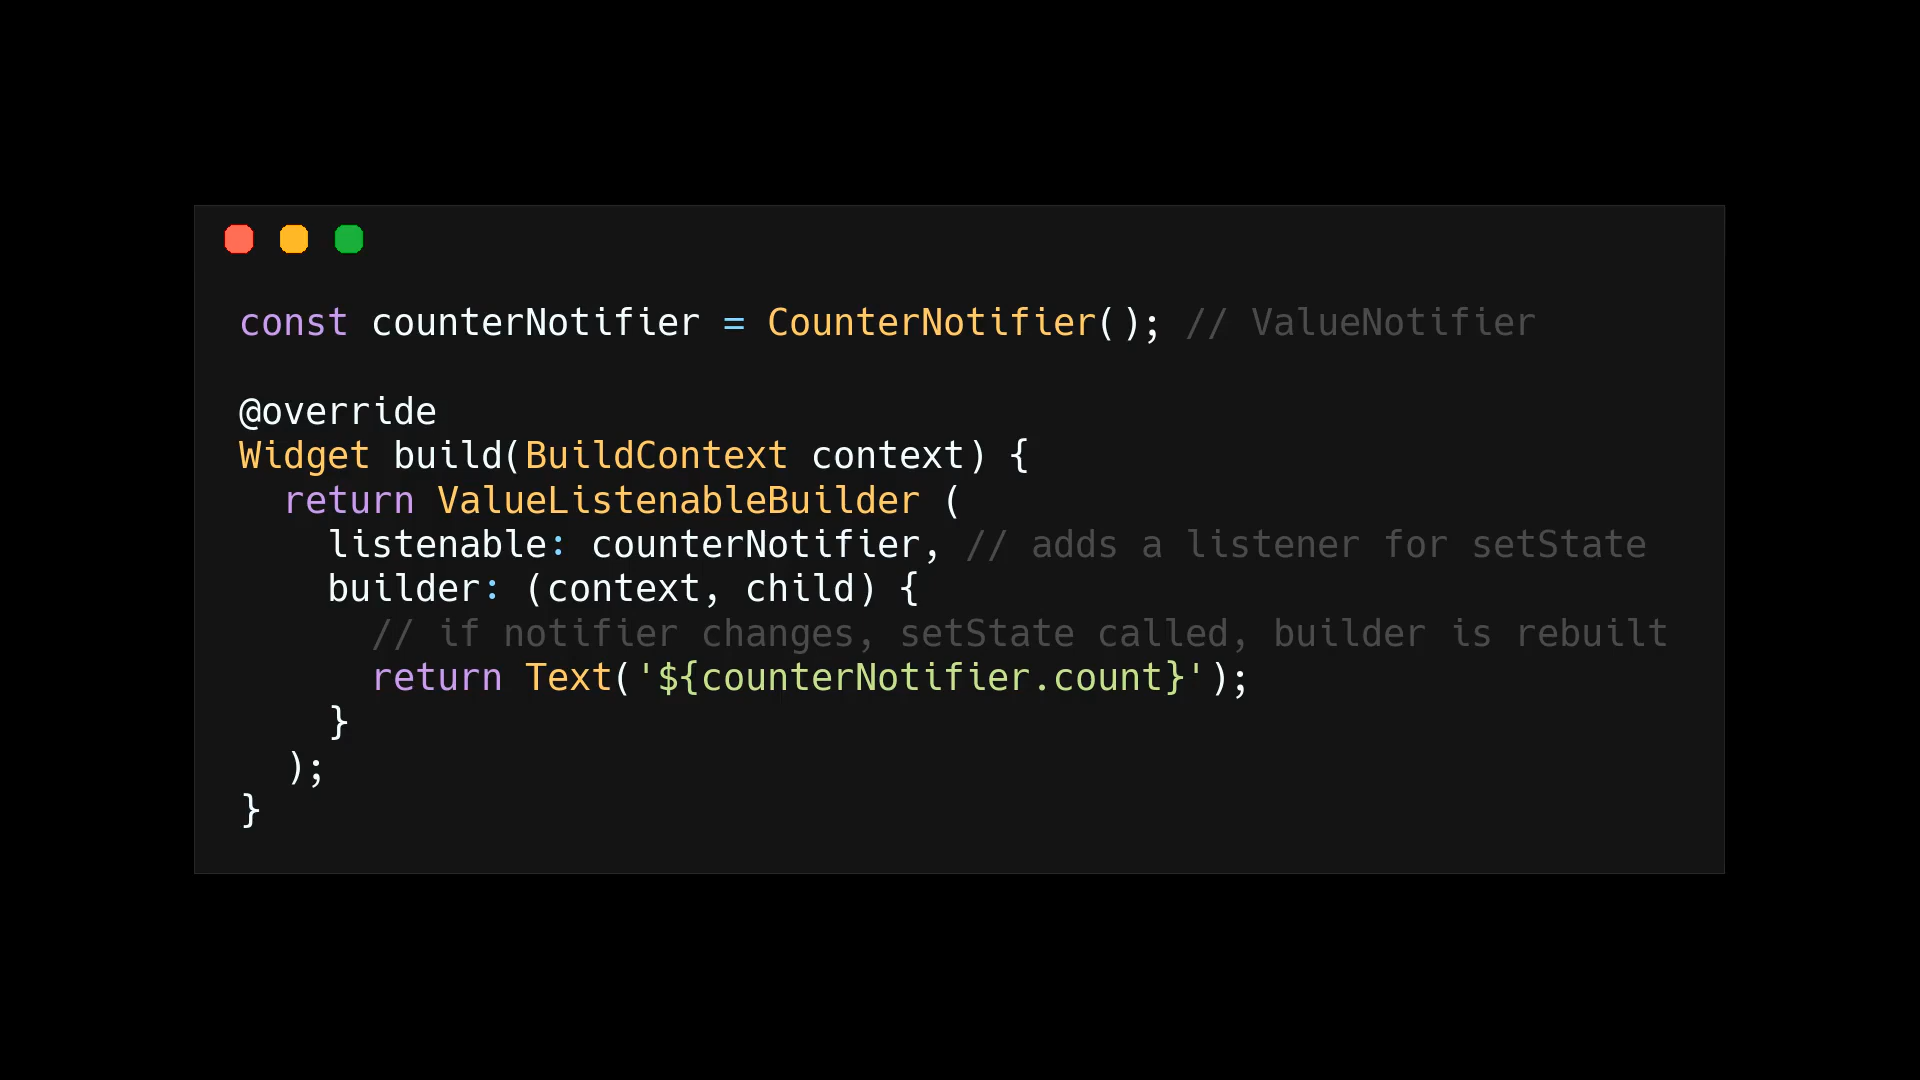 const counterNotifier = CounterNotifier(); // ValueNotifier
@override
Widget build(BuildContext context) {
return ValueListenableBuilder (
listenable: counterNotifier, // adds a listener for setState
builder: (context, child) {
// if notifier changes, setState called, builder is rebuilt
return Text('${counterNotifier.count}');
}
);
}